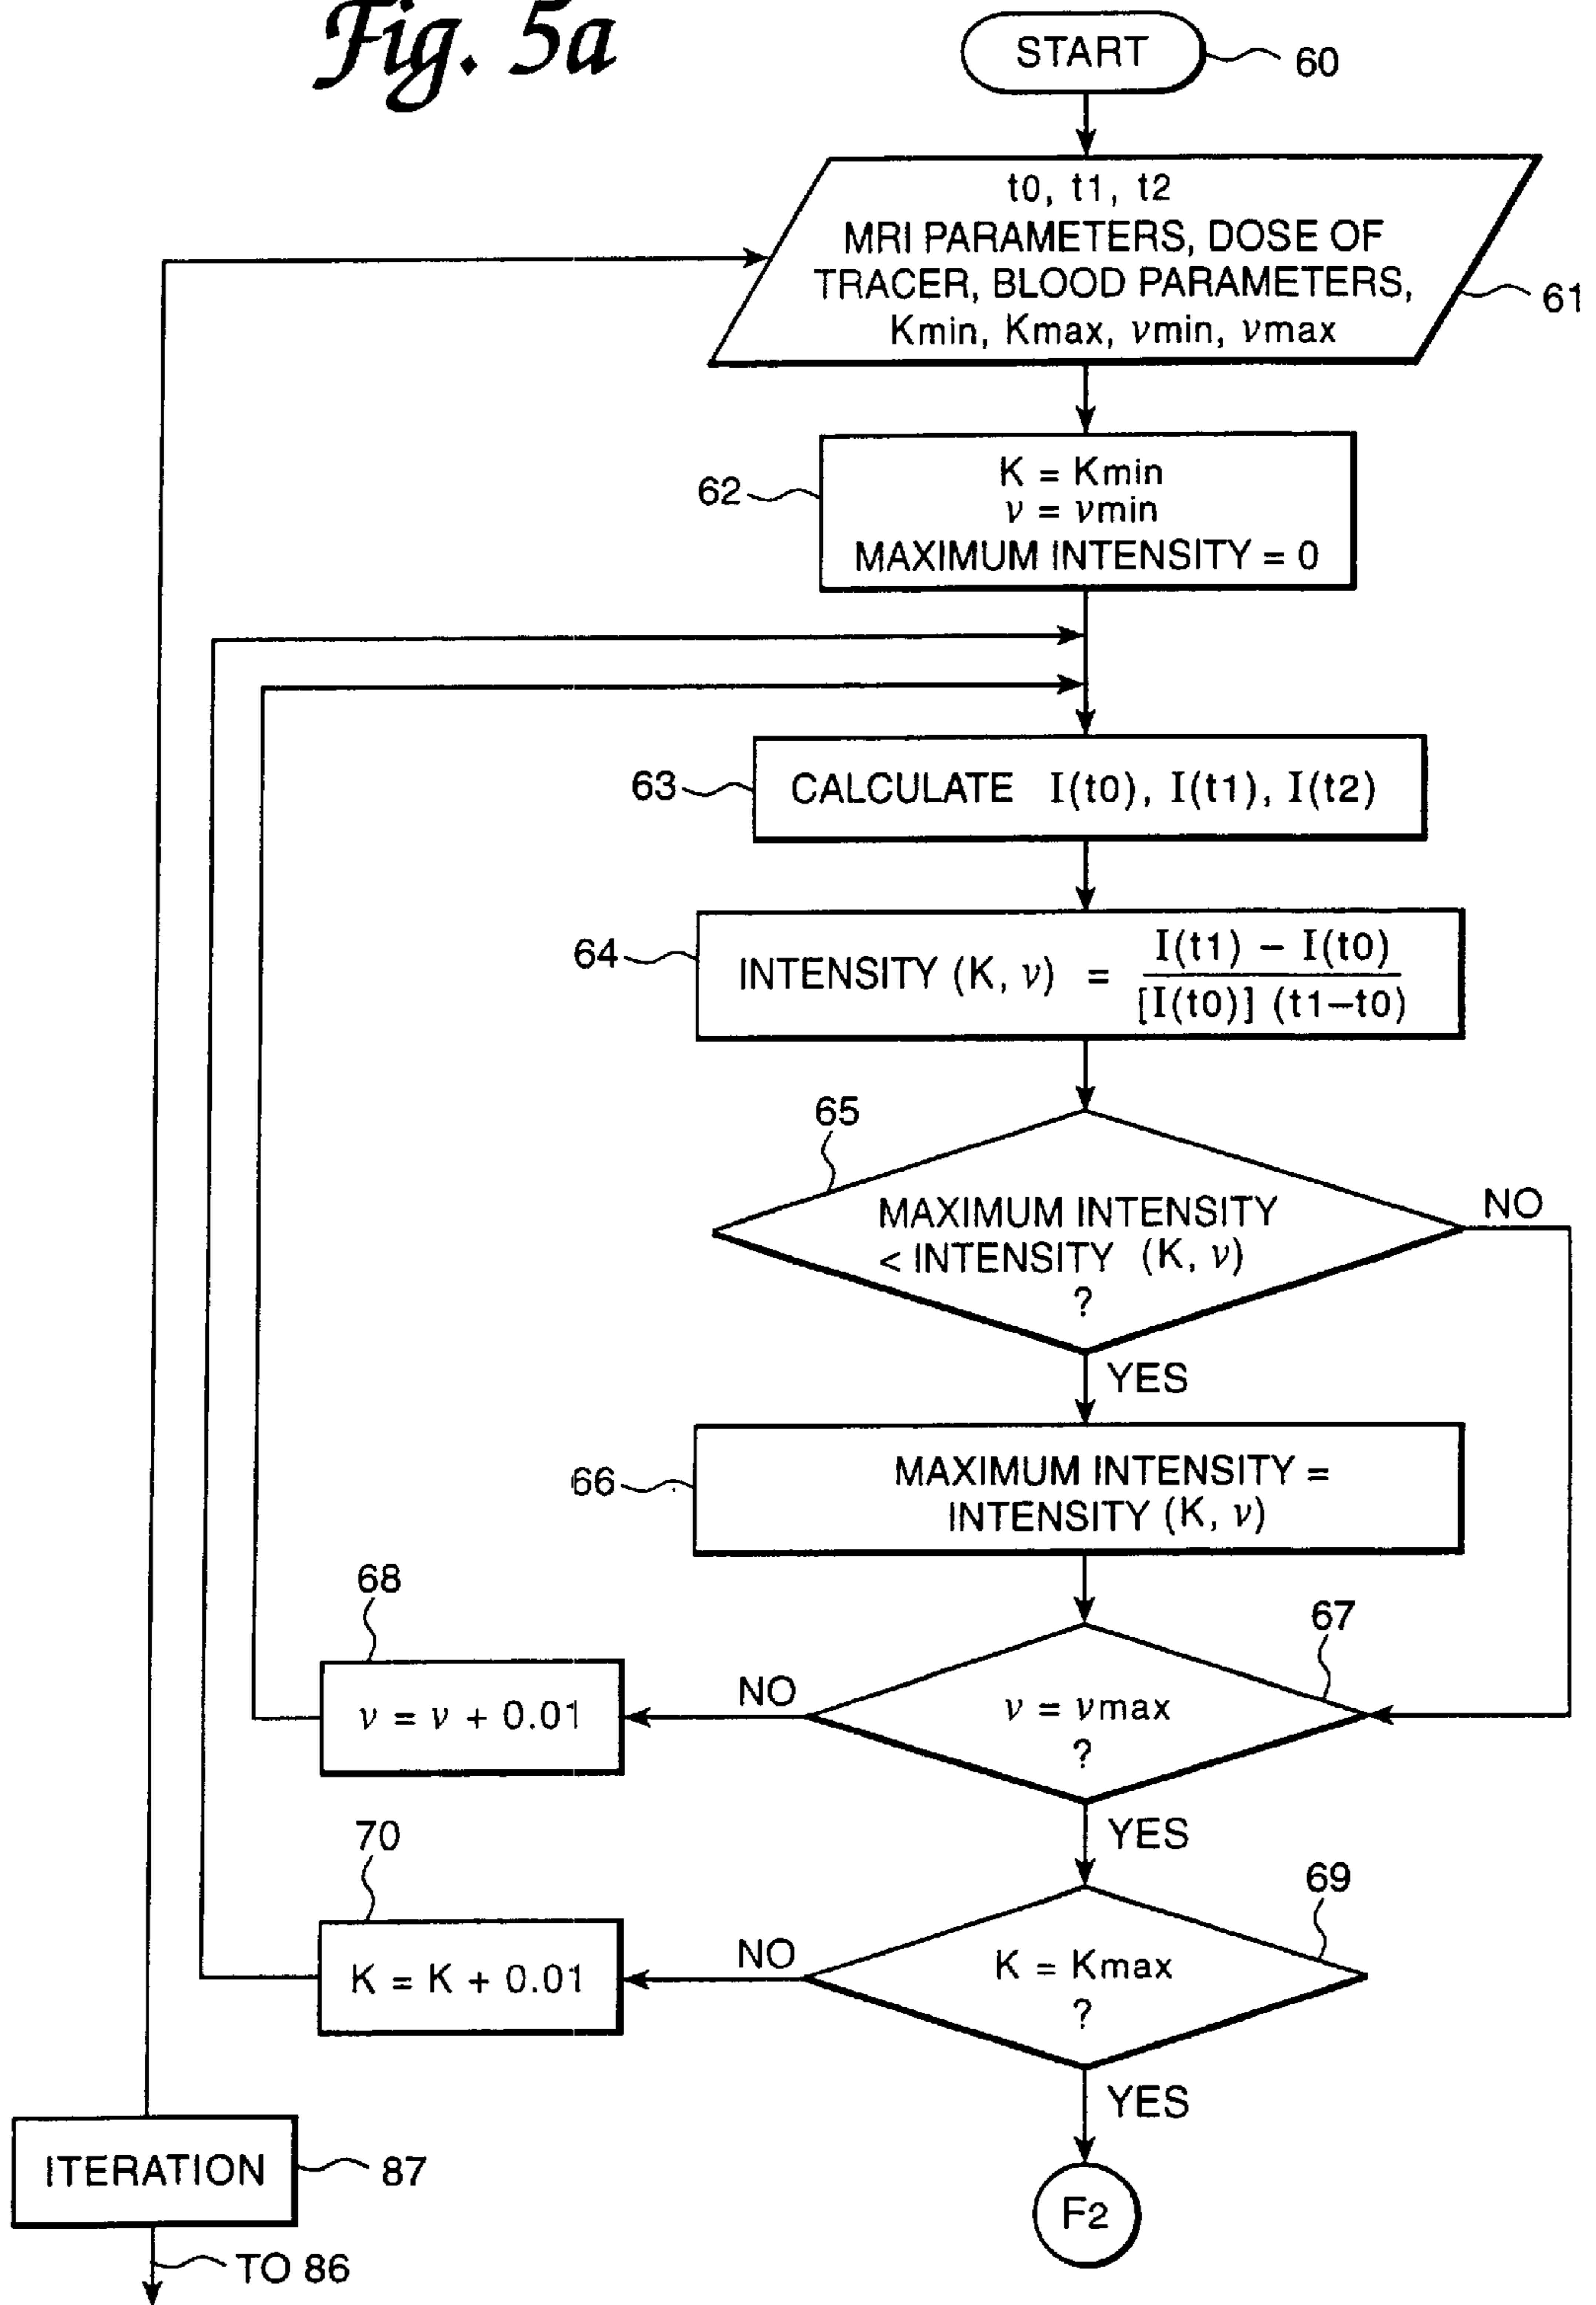 Fig. 5a
START
60
t0, t1, t2
MRI PARAMETERS, DOSE OF
TRACER, BLOOD PARAMETERS,
Kmin, Kmax, νmin, νmax
61
62
K = Kmin
ν = νmin
MAXIMUM INTENSITY = 0
63
CALCULATE I(t0), I(t1), I(t2)
64
INTENSITY (K, ν) =
I(t1) – I(t0)
[I(t0)] (t1–t0)
65
MAXIMUM INTENSITY
< INTENSITY (K, ν)
?
NO
YES
66
MAXIMUM INTENSITY =
INTENSITY (K, ν)
68
ν = ν + 0.01
NO
67
ν = νmax
?
YES
70
K = K + 0.01
NO
69
K = Kmax
?
YES
ITERATION
87
F2
TO 86